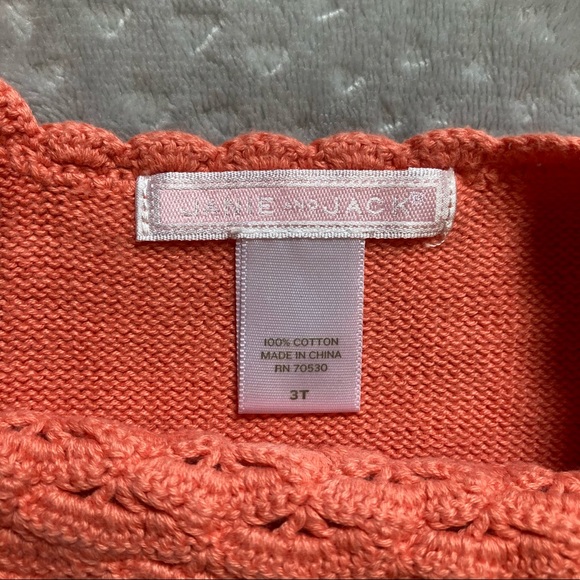 JANIE AND JACK®
100% COTTON
MADE IN CHINA
RN 70530
3T